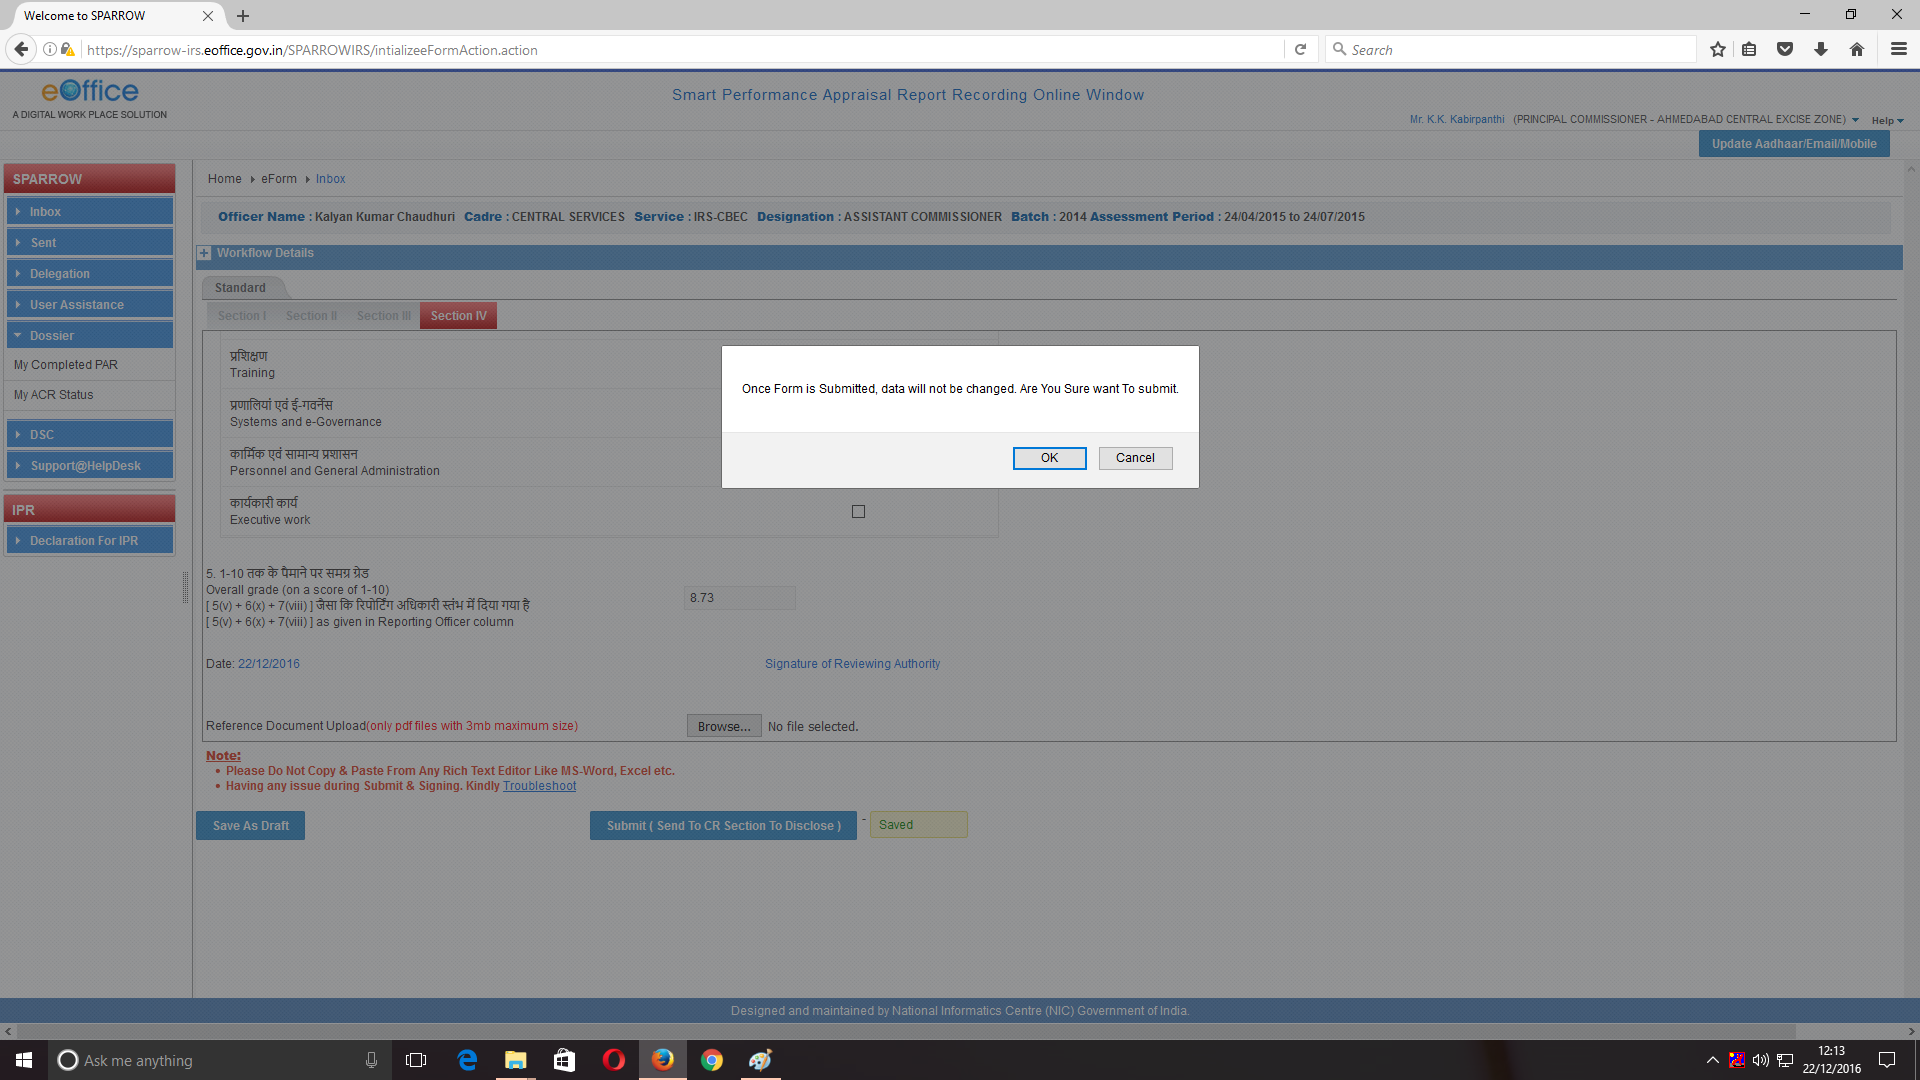 Welcome to SPARROW
https://sparrow-irs.eoffice.gov.in/SPARROWIRS/intializeeFormAction.action
Search
eOffice
A DIGITAL WORK PLACE SOLUTION
Smart Performance Appraisal Report Recording Online Window
Mr. K.K. Kabirpanthi (PRINCIPAL COMMISSIONER - AHMEDABAD CENTRAL EXCISE ZONE) Help
Update Aadhaar/Email/Mobile
SPARROW
Inbox
Sent
Delegation
User Assistance
Dossier
My Completed PAR
My ACR Status
DSC
Support@HelpDesk
IPR
Declaration For IPR
Home eForm Inbox
Officer Name : Kalyan Kumar Chaudhuri Cadre : CENTRAL SERVICES Service : IRS-CBEC Designation : ASSISTANT COMMISSIONER Batch : 2014 Assessment Period : 24/04/2015 to 24/07/2015
Workflow Details
Standard
Section I Section II Section III Section IV
प्रशिक्षण
Training
प्रणालियां एवं ई-गवर्नेंस
Systems and e-Governance
कार्मिक एवं सामान्य प्रशासन
Personnel and General Administration
कार्यकारी कार्य
Executive work
Once Form is Submitted, data will not be changed. Are You Sure want To submit.
OK Cancel
5. 1-10 तक के पैमाने पर समग्र ग्रेड
Overall grade (on a score of 1-10)
[ 5(v) + 6(x) + 7(viii) ] जैसा कि रिपोर्टिंग अधिकारी स्तंभ में दिया गया है
[ 5(v) + 6(x) + 7(viii) ] as given in Reporting Officer column
8.73
Date: 22/12/2016 Signature of Reviewing Authority
Reference Document Upload(only pdf files with 3mb maximum size) Browse... No file selected.
Note:
• Please Do Not Copy & Paste From Any Rich Text Editor Like MS-Word, Excel etc.
• Having any issue during Submit & Signing. Kindly Troubleshoot
Save As Draft Submit ( Send To CR Section To Disclose ) - Saved
Designed and maintained by National Informatics Centre (NIC) Government of India.
Ask me anything
12:13
22/12/2016